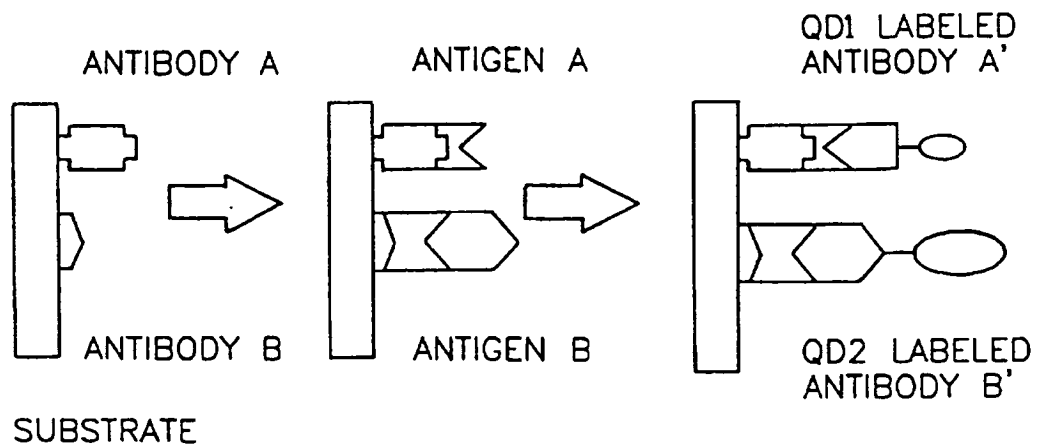 ANTIBODY A
ANTIGEN A
QD1 LABELED
ANTIBODY A'
ANTIBODY B
ANTIGEN B
QD2 LABELED
ANTIBODY B'
SUBSTRATE